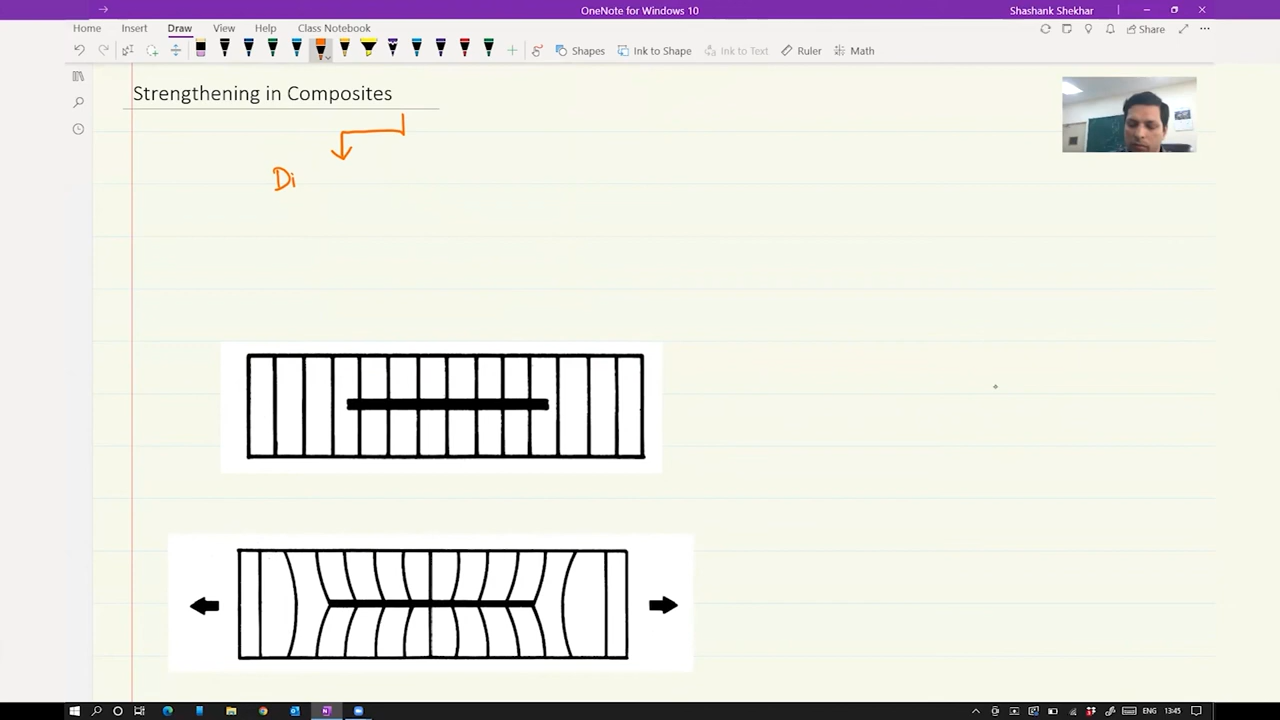 OneNote for Windows 10
Shashank Shekhar
Home Insert Draw View Help Class Notebook
Share
Shapes Ink to Shape Ink to Text Ruler Math
Strengthening in Composites
Di
ENG 13:45